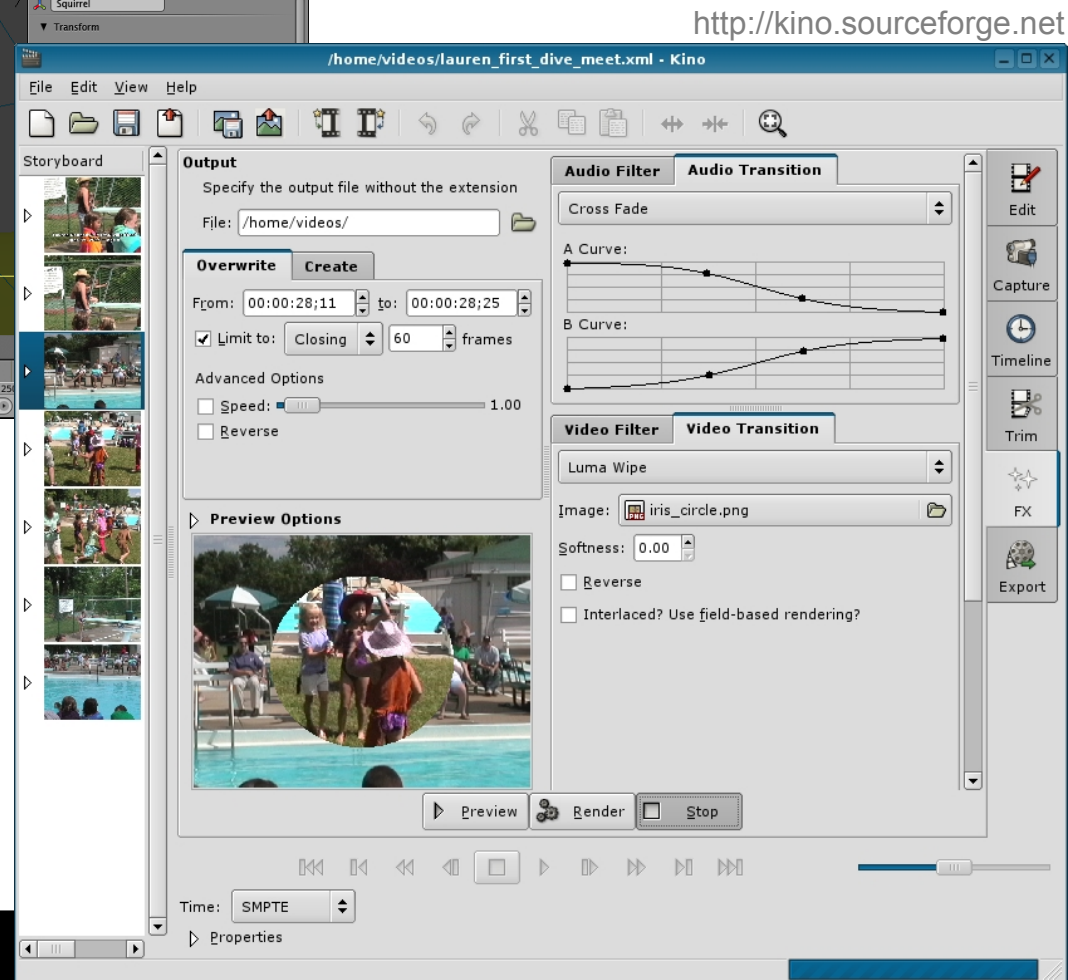 Squirrel
Transform
http://kino.sourceforge.net
/home/videos/lauren_first_dive_meet.xml - Kino
File Edit View Help
Storyboard
Output
Specify the output file without the extension
File: /home/videos/
Overwrite Create
From: 00:00:28;11 to: 00:00:28;25
Limit to: Closing 60 frames
Advanced Options
Speed: 1.00
Reverse
Preview Options
Audio Filter Audio Transition
Cross Fade
A Curve:
B Curve:
Video Filter Video Transition
Luma Wipe
Image: iris_circle.png
Softness: 0.00
Reverse
Interlaced? Use field-based rendering?
Edit
Capture
Timeline
Trim
FX
Export
Preview Render Stop
Time: SMPTE
Properties